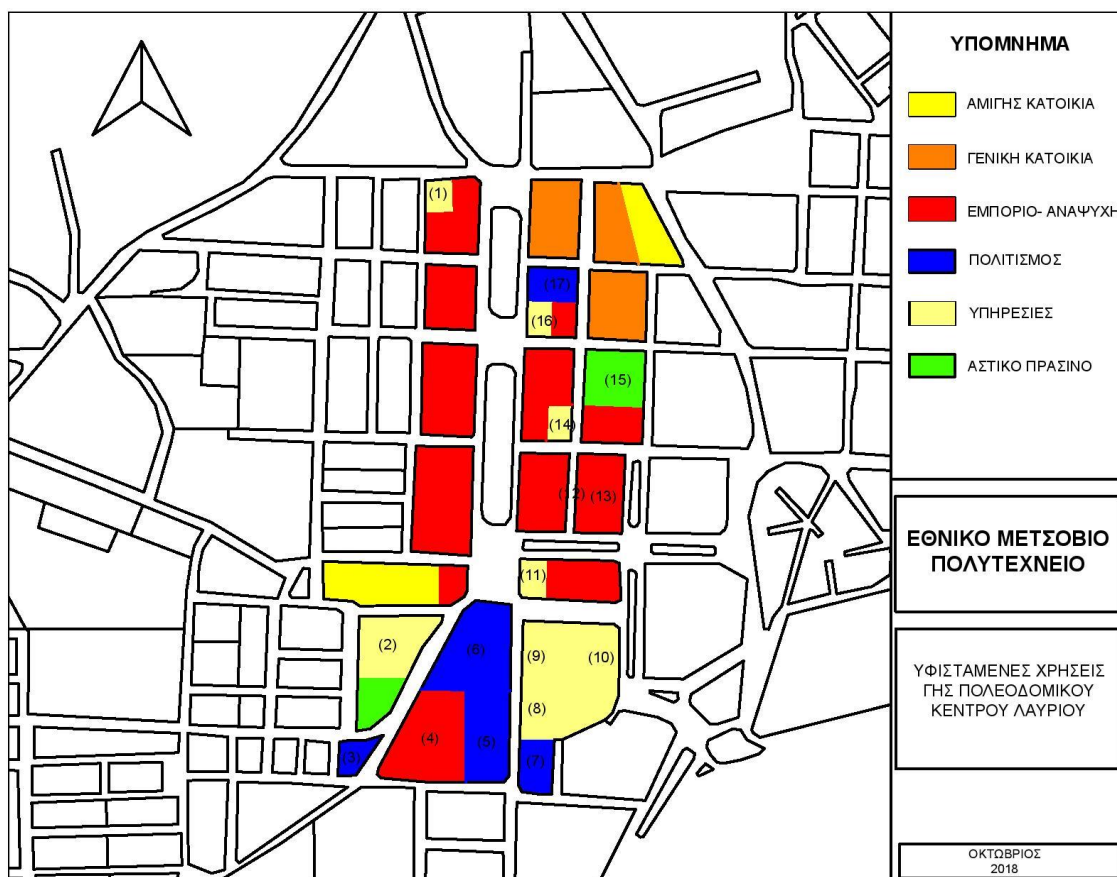 ΥΠΟΜΝΗΜΑ
ΑΜΙΓΗΣ ΚΑΤΟΙΚΙΑ
ΓΕΝΙΚΗ ΚΑΤΟΙΚΙΑ
ΕΜΠΟΡΙΟ- ΑΝΑΨΥΧΗ
ΠΟΛΙΤΙΣΜΟΣ
ΥΠΗΡΕΣΙΕΣ
ΑΣΤΙΚΟ ΠΡΑΣΙΝΟ
ΕΘΝΙΚΟ ΜΕΤΣΟΒΙΟ
ΠΟΛΥΤΕΧΝΕΙΟ
ΥΦΙΣΤΑΜΕΝΕΣ ΧΡΗΣΕΙΣ
ΓΗΣ ΠΟΛΕΟΔΟΜΙΚΟΥ
ΚΕΝΤΡΟΥ ΛΑΥΡΙΟΥ
ΟΚΤΩΒΡΙΟΣ
2018
(1)
(17)
(16)
(15)
(14)
(12)
(13)
(11)
(2)
(6)
(9)
(10)
(8)
(4)
(5)
(3)
(7)